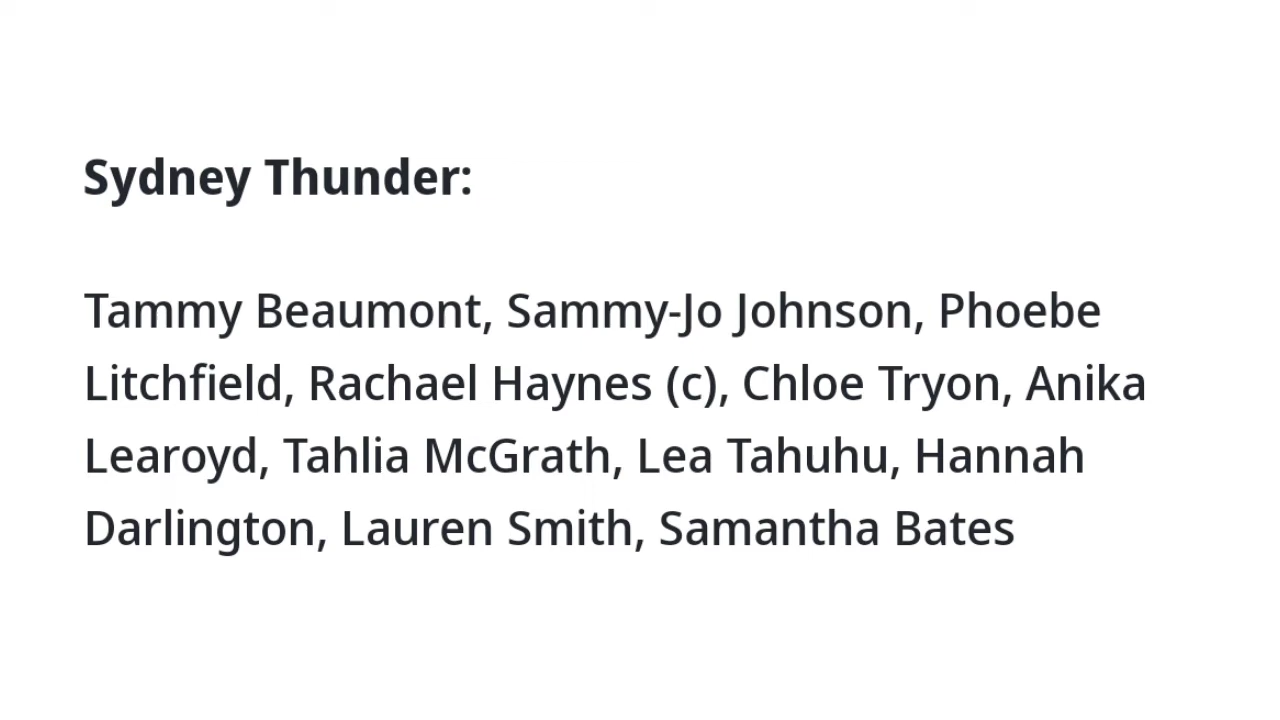 Sydney Thunder:
Tammy Beaumont, Sammy-Jo Johnson, Phoebe
Litchfield, Rachael Haynes (c), Chloe Tryon, Anika
Learoyd, Tahlia McGrath, Lea Tahuhu, Hannah
Darlington, Lauren Smith, Samantha Bates